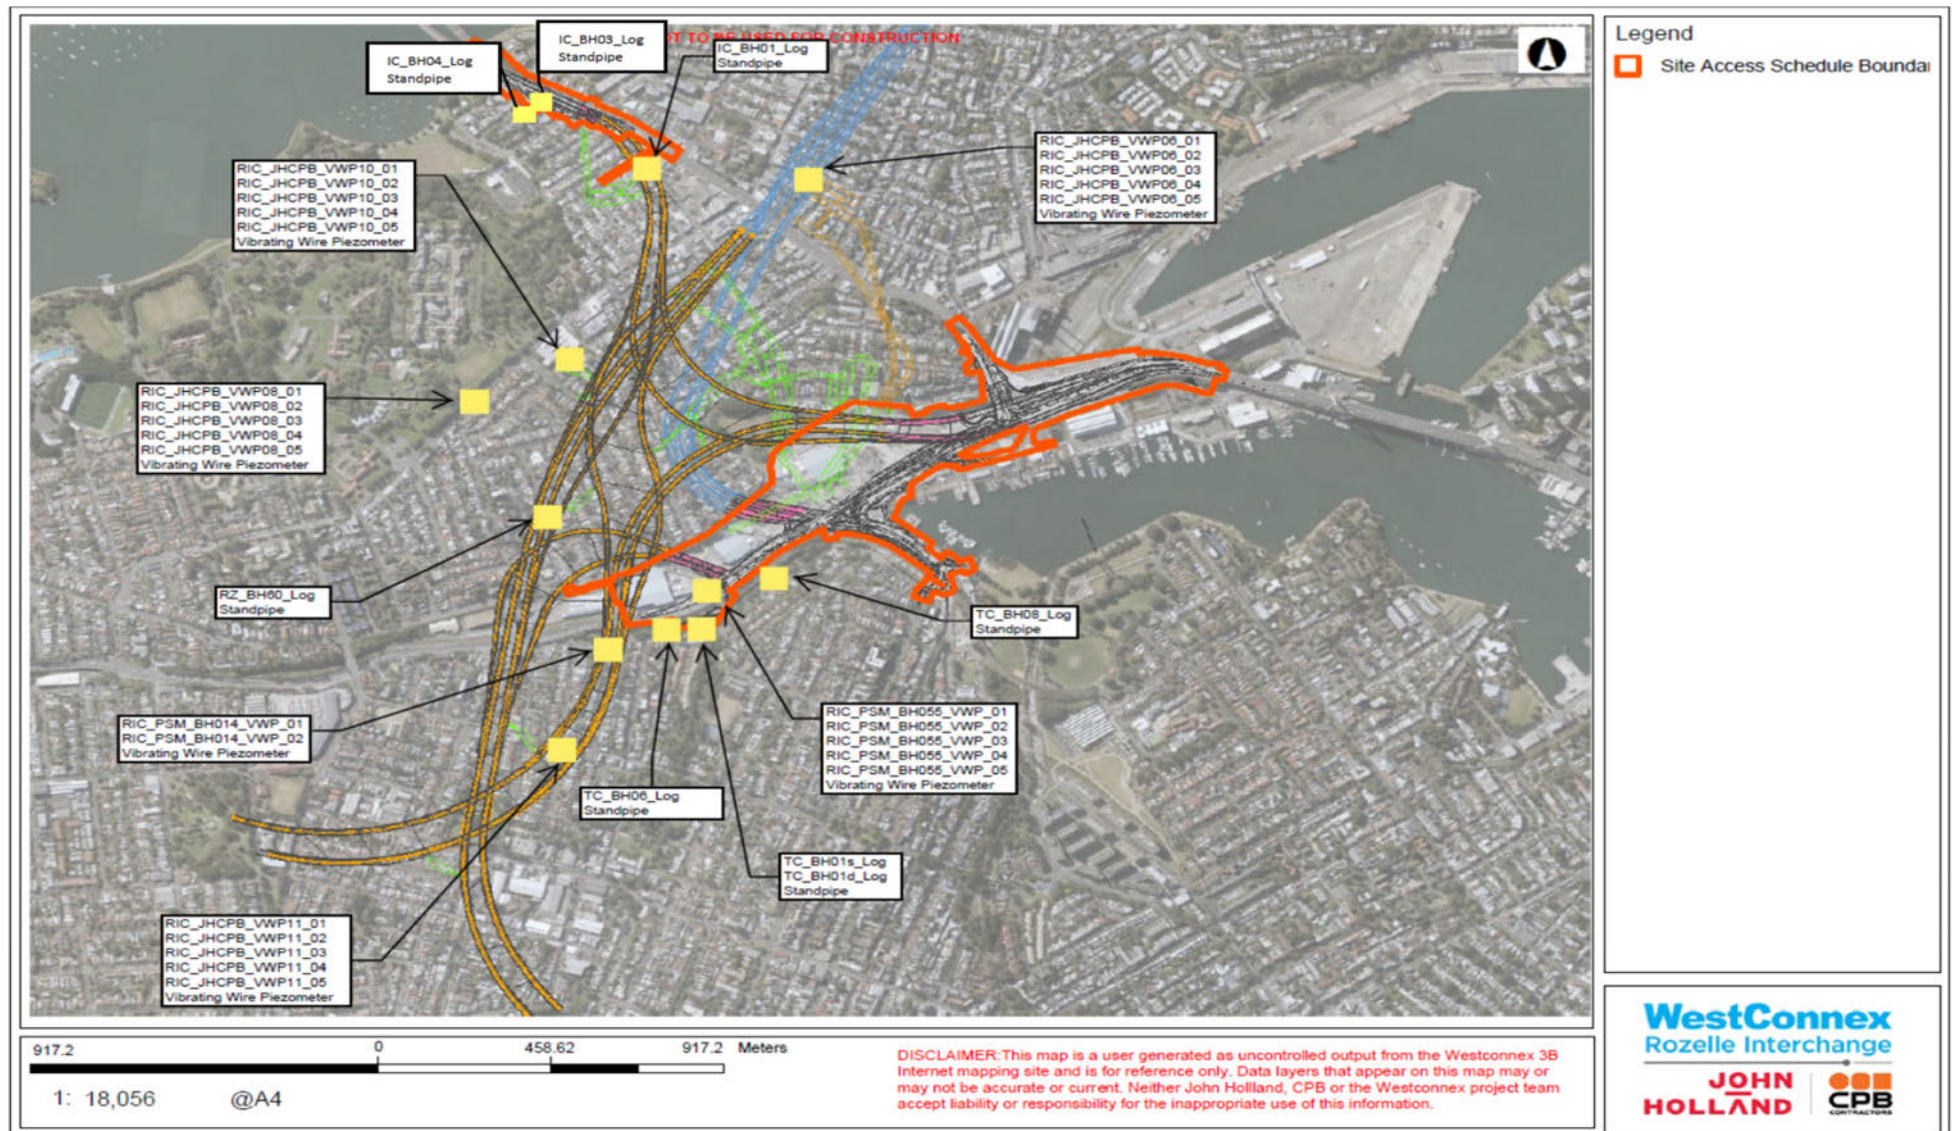 IC_BH03_Log
Standpipe
OT TO BE USED FOR CONSTRUCTION
IC_BH04_Log
Standpipe
IC_BH01_Log
Standpipe
RIC_JHCPB_VWP06_01
RIC_JHCPB_VWP06_02
RIC_JHCPB_VWP06_03
RIC_JHCPB_VWP06_04
RIC_JHCPB_VWP06_05
Vibrating Wire Piezometer
RIC_JHCPB_VWP10_01
RIC_JHCPB_VWP10_02
RIC_JHCPB_VWP10_03
RIC_JHCPB_VWP10_04
RIC_JHCPB_VWP10_05
Vibrating Wire Piezometer
RIC_JHCPB_VWP08_01
RIC_JHCPB_VWP08_02
RIC_JHCPB_VWP08_03
RIC_JHCPB_VWP08_04
RIC_JHCPB_VWP08_05
Vibrating Wire Piezometer
RZ_BH60_Log
Standpipe
TC_BH08_Log
Standpipe
RIC_PSM_BH014_VWP_01
RIC_PSM_BH014_VWP_02
Vibrating Wire Piezometer
RIC_PSM_BH055_VWP_01
RIC_PSM_BH055_VWP_02
RIC_PSM_BH055_VWP_03
RIC_PSM_BH055_VWP_04
RIC_PSM_BH055_VWP_05
Vibrating Wire Piezometer
TC_BH06_Log
Standpipe
TC_BH01s_Log
TC_BH01d_Log
Standpipe
RIC_JHCPB_VWP11_01
RIC_JHCPB_VWP11_02
RIC_JHCPB_VWP11_03
RIC_JHCPB_VWP11_04
RIC_JHCPB_VWP11_05
Vibrating Wire Piezometer
Legend
Site Access Schedule Boundar
917.2 0 458.62 917.2 Meters
1: 18,056 @A4
DISCLAIMER:This map is a user generated as uncontrolled output from the Westconnex 3B
Internet mapping site and is for reference only. Data layers that appear on this map may or
may not be accurate or current. Neither John Hollland, CPB or the Westconnex project team
accept liability or responsibility for the inappropriate use of this information.
WestConnex
Rozelle Interchange
JOHN
HOLLAND
CPB
CONTRACTORS